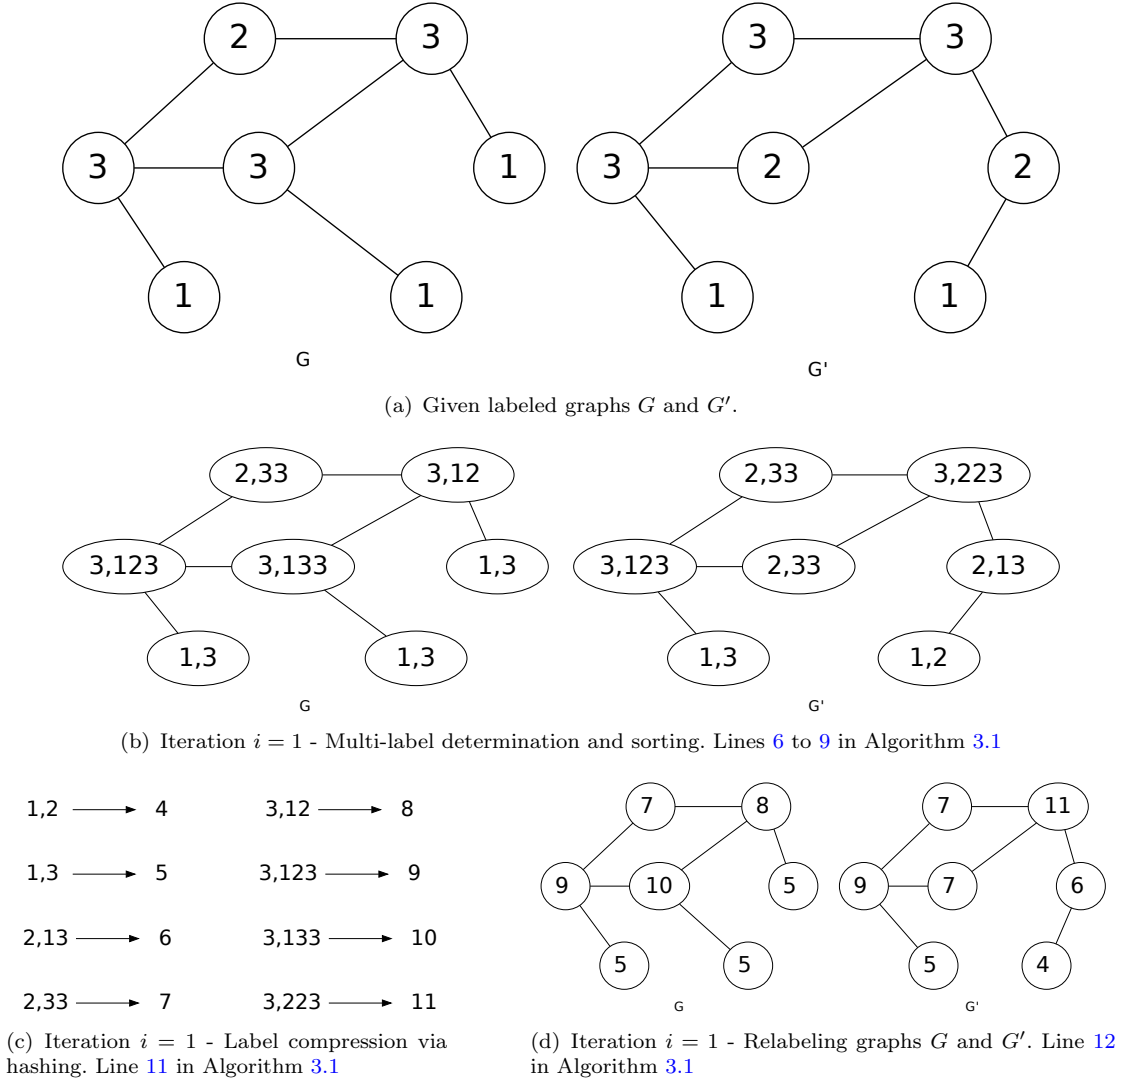 2 3 3 3
3 3 1 3 2 2
1 1 1 1
G G'
(a) Given labeled graphs G and G′.
2,33 3,12 2,33 3,223
3,123 3,133 1,3 3,123 2,33 2,13
1,3 1,3 1,3 1,2
G G'
(b) Iteration i = 1 - Multi-label determination and sorting. Lines 6 to 9 in Algorithm 3.1
1,2 4 3,12 8
1,3 5 3,123 9
2,13 6 3,133 10
2,33 7 3,223 11
(c) Iteration i = 1 - Label compression via
hashing. Line 11 in Algorithm 3.1
7 8 7 11
9 10 5 9 7 6
5 5 5 4
G G'
(d) Iteration i = 1 - Relabeling graphs G and G′. Line 12
in Algorithm 3.1